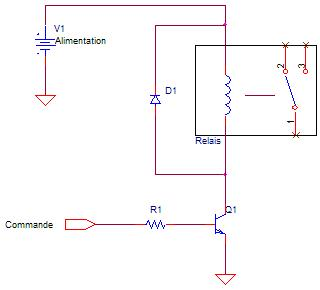 V1
Alimentation
D1
2
3
1
Relais
R1
Q1
Commande